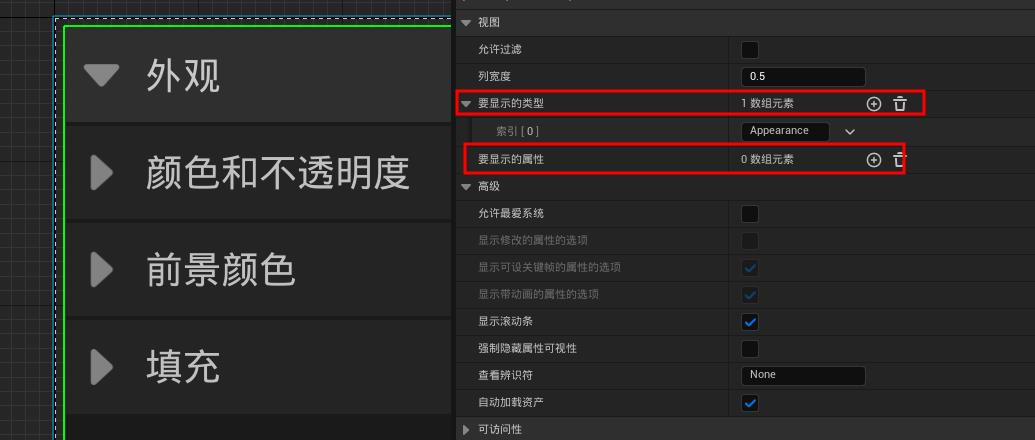 外观
颜色和不透明度
前景颜色
填充
视图
允许过滤
列宽度 0.5
要显示的类型 1 数组元素
索引 [ 0 ] Appearance
要显示的属性 0 数组元素
高级
允许最爱系统
显示修改的属性的选项
显示可设关键帧的属性的选项
显示带动画的属性的选项
显示滚动条
强制隐藏属性可视性
查看辨识符 None
自动加载资产
可访问性